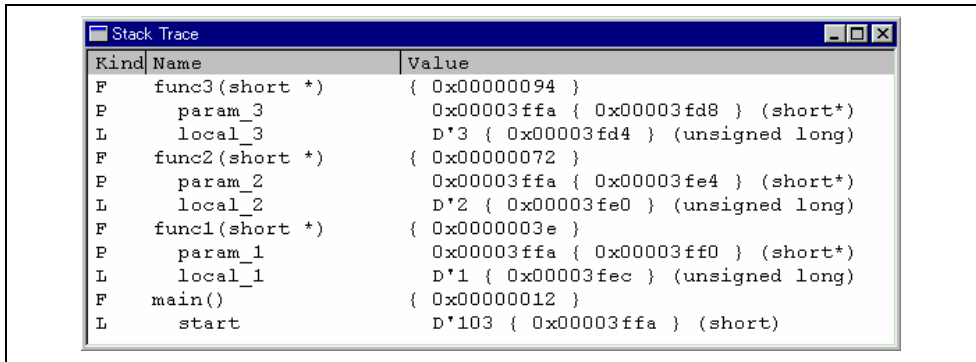 Stack Trace
Kind Name Value
F func3(short *) { 0x00000094 }
P param_3 0x00003ffa { 0x00003fd8 } (short*)
L local_3 D'3 { 0x00003fd4 } (unsigned long)
F func2(short *) { 0x00000072 }
P param_2 0x00003ffa { 0x00003fe4 } (short*)
L local_2 D'2 { 0x00003fe0 } (unsigned long)
F func1(short *) { 0x0000003e }
P param_1 0x00003ffa { 0x00003ff0 } (short*)
L local_1 D'1 { 0x00003fec } (unsigned long)
F main() { 0x00000012 }
L start D'103 { 0x00003ffa } (short)